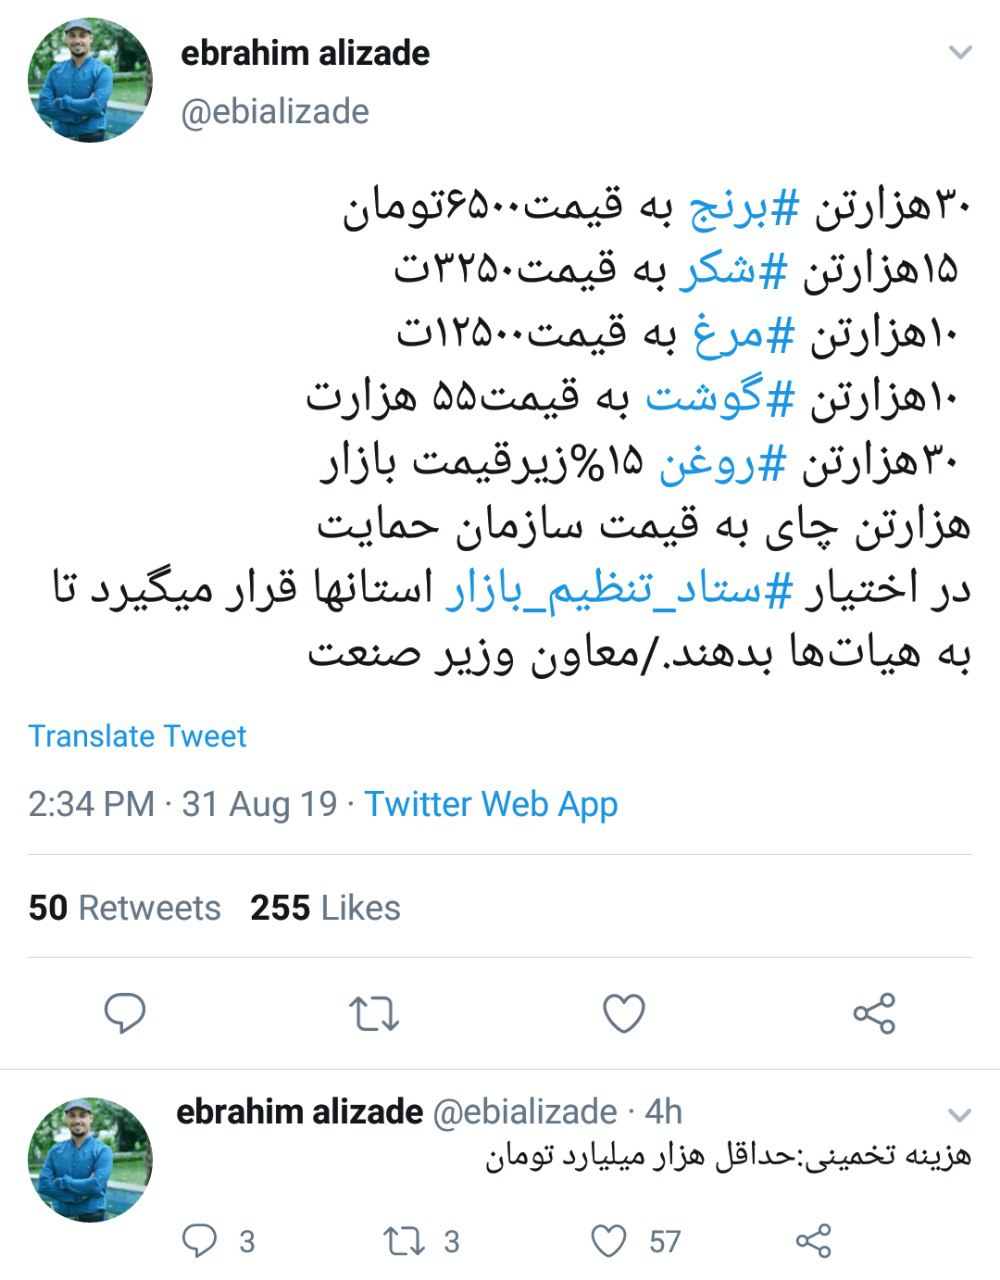 ebrahim alizade
@ebializade
۳۰هزارتن #برنج به قیمت۶۵۰۰تومان
۱۵هزارتن #شکر به قیمت۳۲۵۰ت
۱۰هزارتن #مرغ به قیمت۱۲۵۰۰ت
۱۰هزارتن #گوشت به قیمت۵۵ هزارت
۳۰هزارتن #روغن ۱۵%زیرقیمت بازار
هزارتن چای به قیمت سازمان حمایت
در اختیار #ستاد_تنظیم_بازار استانها قرار میگیرد تا
به هیات‌ها بدهند./معاون وزیر صنعت
Translate Tweet
2:34 PM · 31 Aug 19 · Twitter Web App
50 Retweets 255 Likes
ebrahim alizade @ebializade · 4h
هزینه تخمینی:حداقل هزار میلیارد تومان
3 3 57